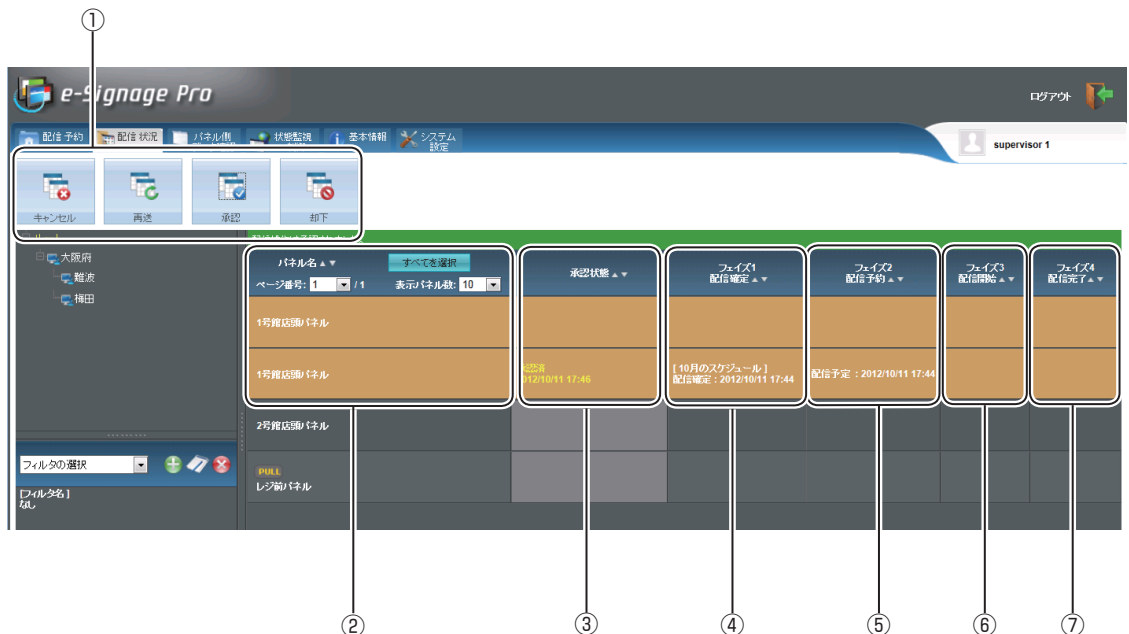 ①
e-Signage Pro
ログアウト
配信 予約
配信 状況
パネル側
状態監視
基本情報
システム
設定
supervisor 1
キャンセル
再送
承認
却下
大阪府
難波
梅田
パネル名 ▲▼
すべてを選択
ページ番号: 1 / 1
表示パネル数: 10
承認状態 ▲▼
フェイズ1
配信確定 ▲▼
フェイズ2
配信予約 ▲▼
フェイズ3
配信開始 ▲▼
フェイズ4
配信完了 ▲▼
1号館店頭パネル
1号館店頭パネル
012/10/11 17:46
[ 10月のスケジュール ]
配信確定 : 2012/10/11 17:44
配信予定 : 2012/10/11 17:44
2号館店頭パネル
PULL
レジ前パネル
フィルタの選択
[フィルタ名]
なし
②
③
④
⑤
⑥
⑦